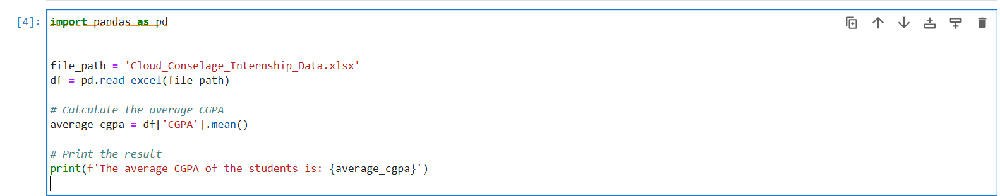 [4]: import pandas as pd
file_path = 'Cloud_Conselage_Internship_Data.xlsx'
df = pd.read_excel(file_path)
# Calculate the average CGPA
average_cgpa = df['CGPA'].mean()
# Print the result
print(f'The average CGPA of the students is: {average_cgpa}')